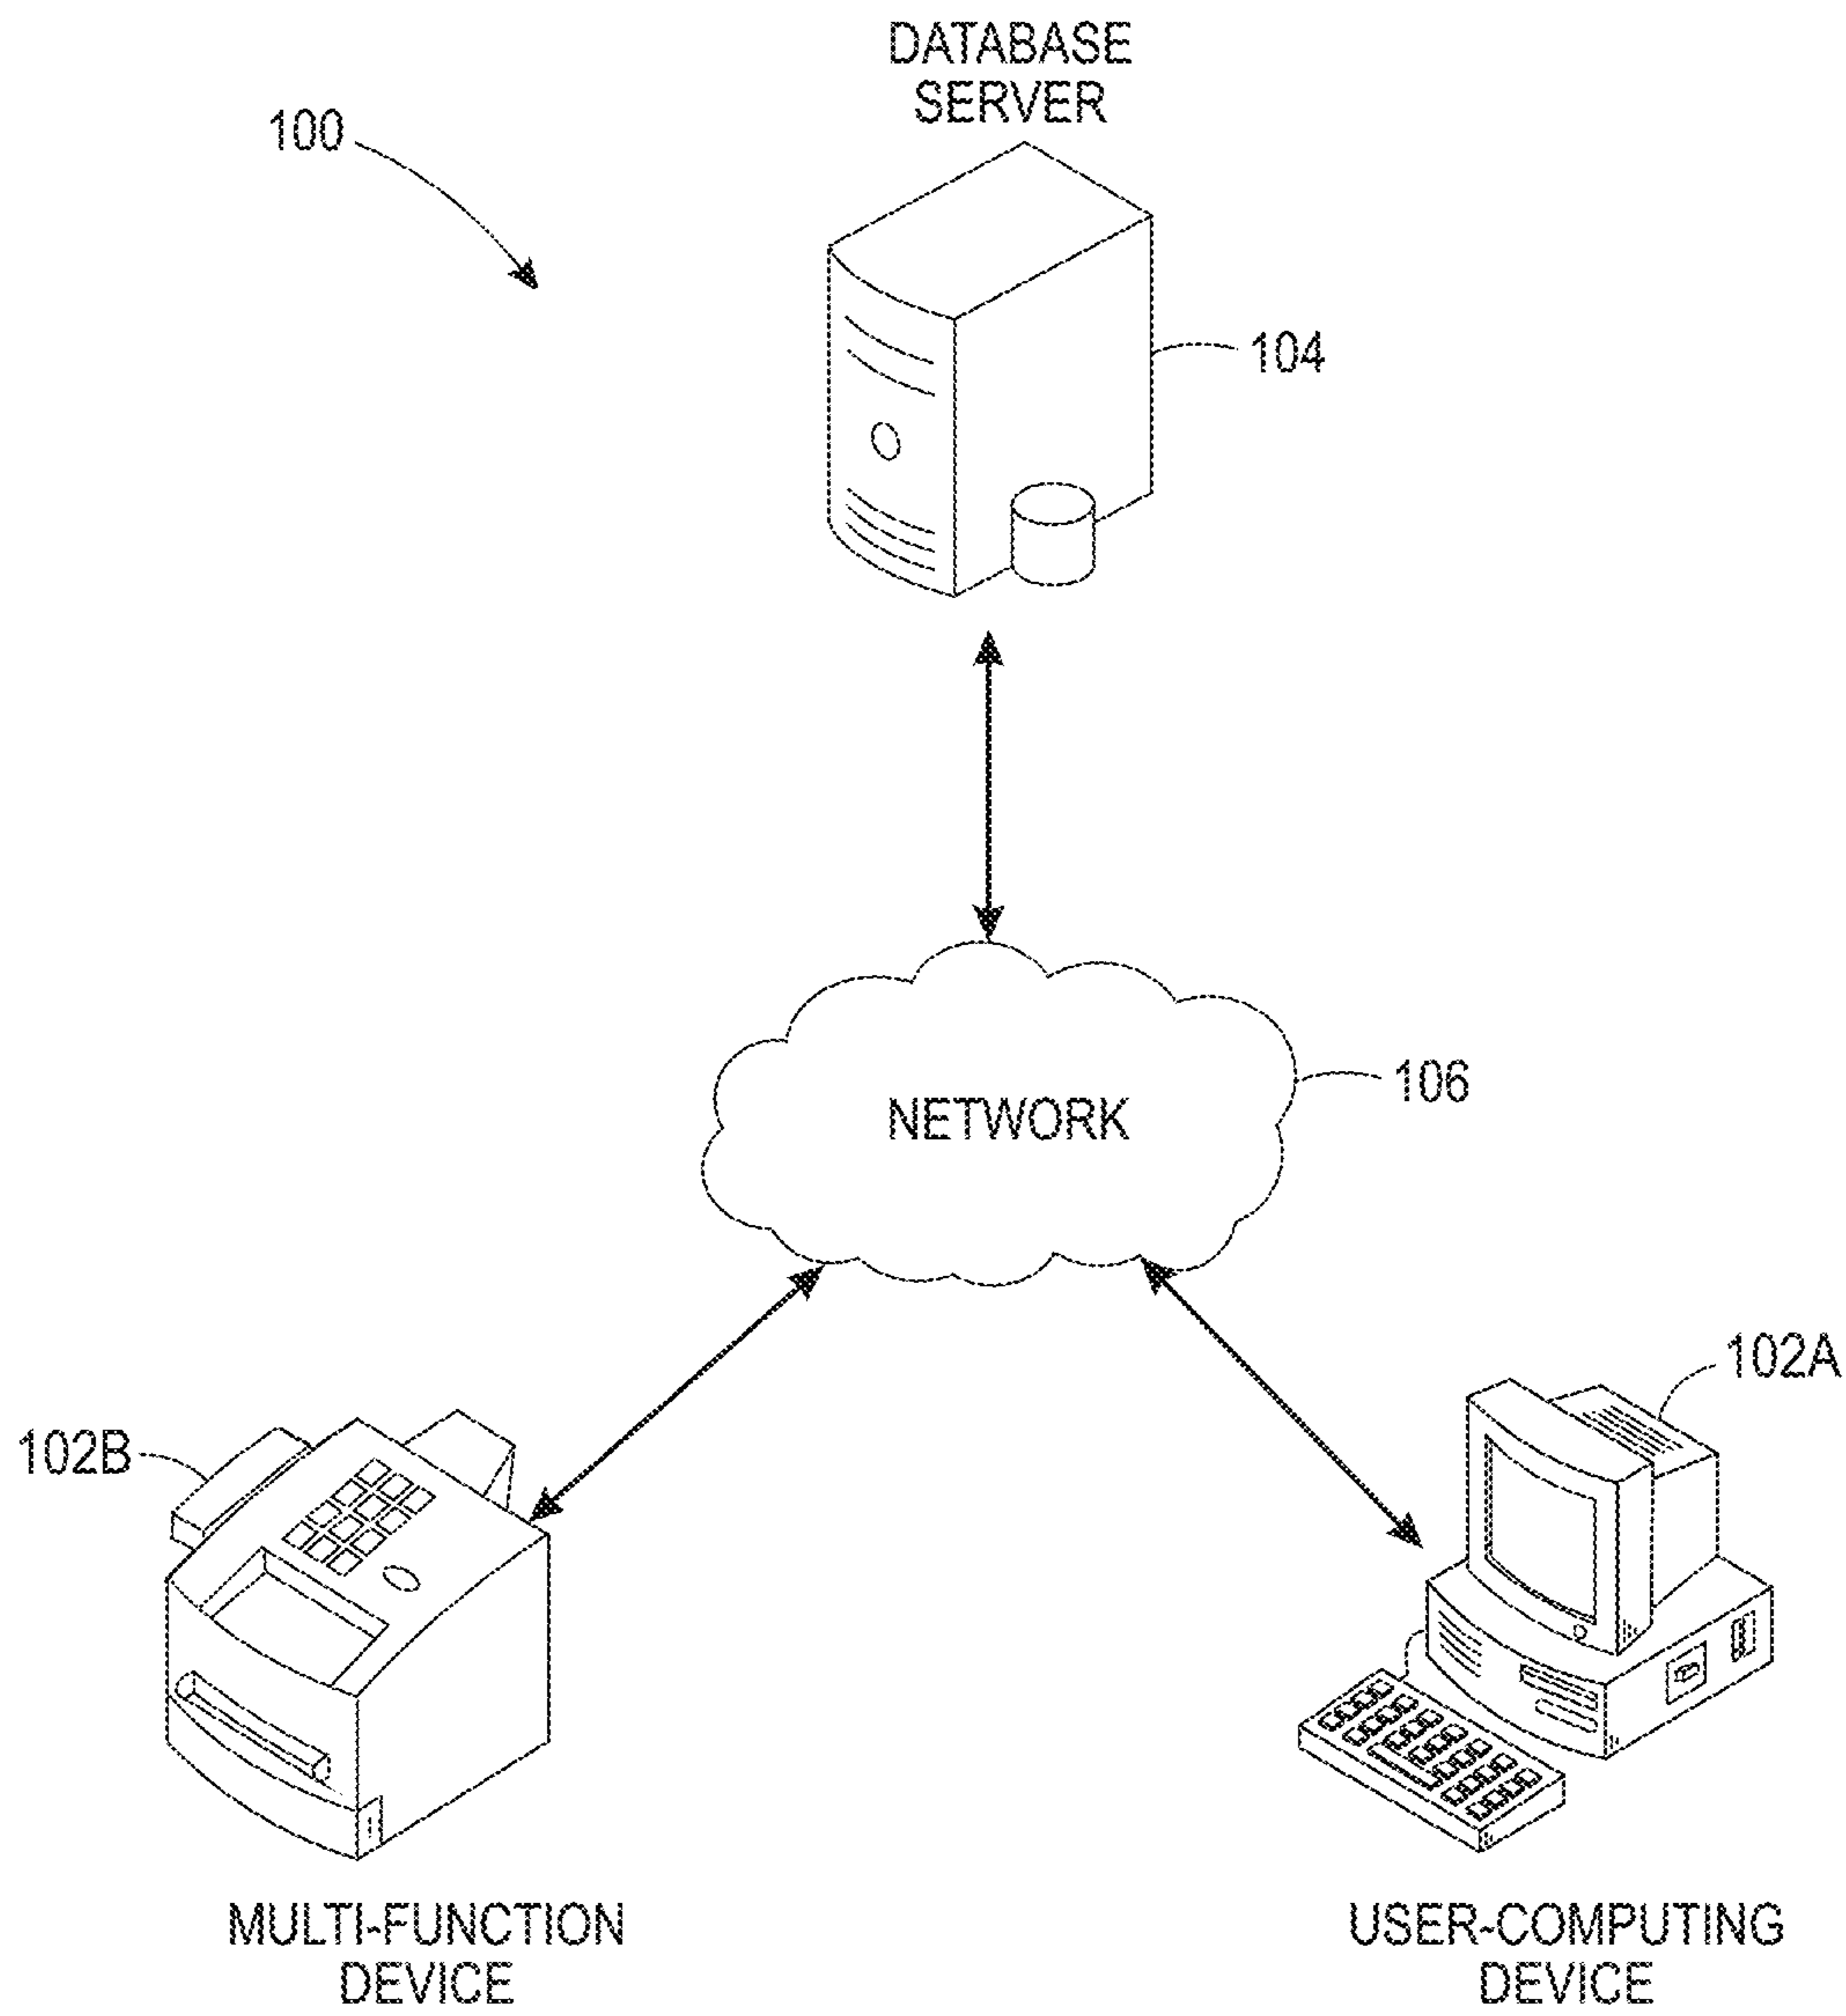 DATABASE
SERVER
100
104
NETWORK
106
102A
102B
MULTI-FUNCTION
DEVICE
USER-COMPUTING
DEVICE